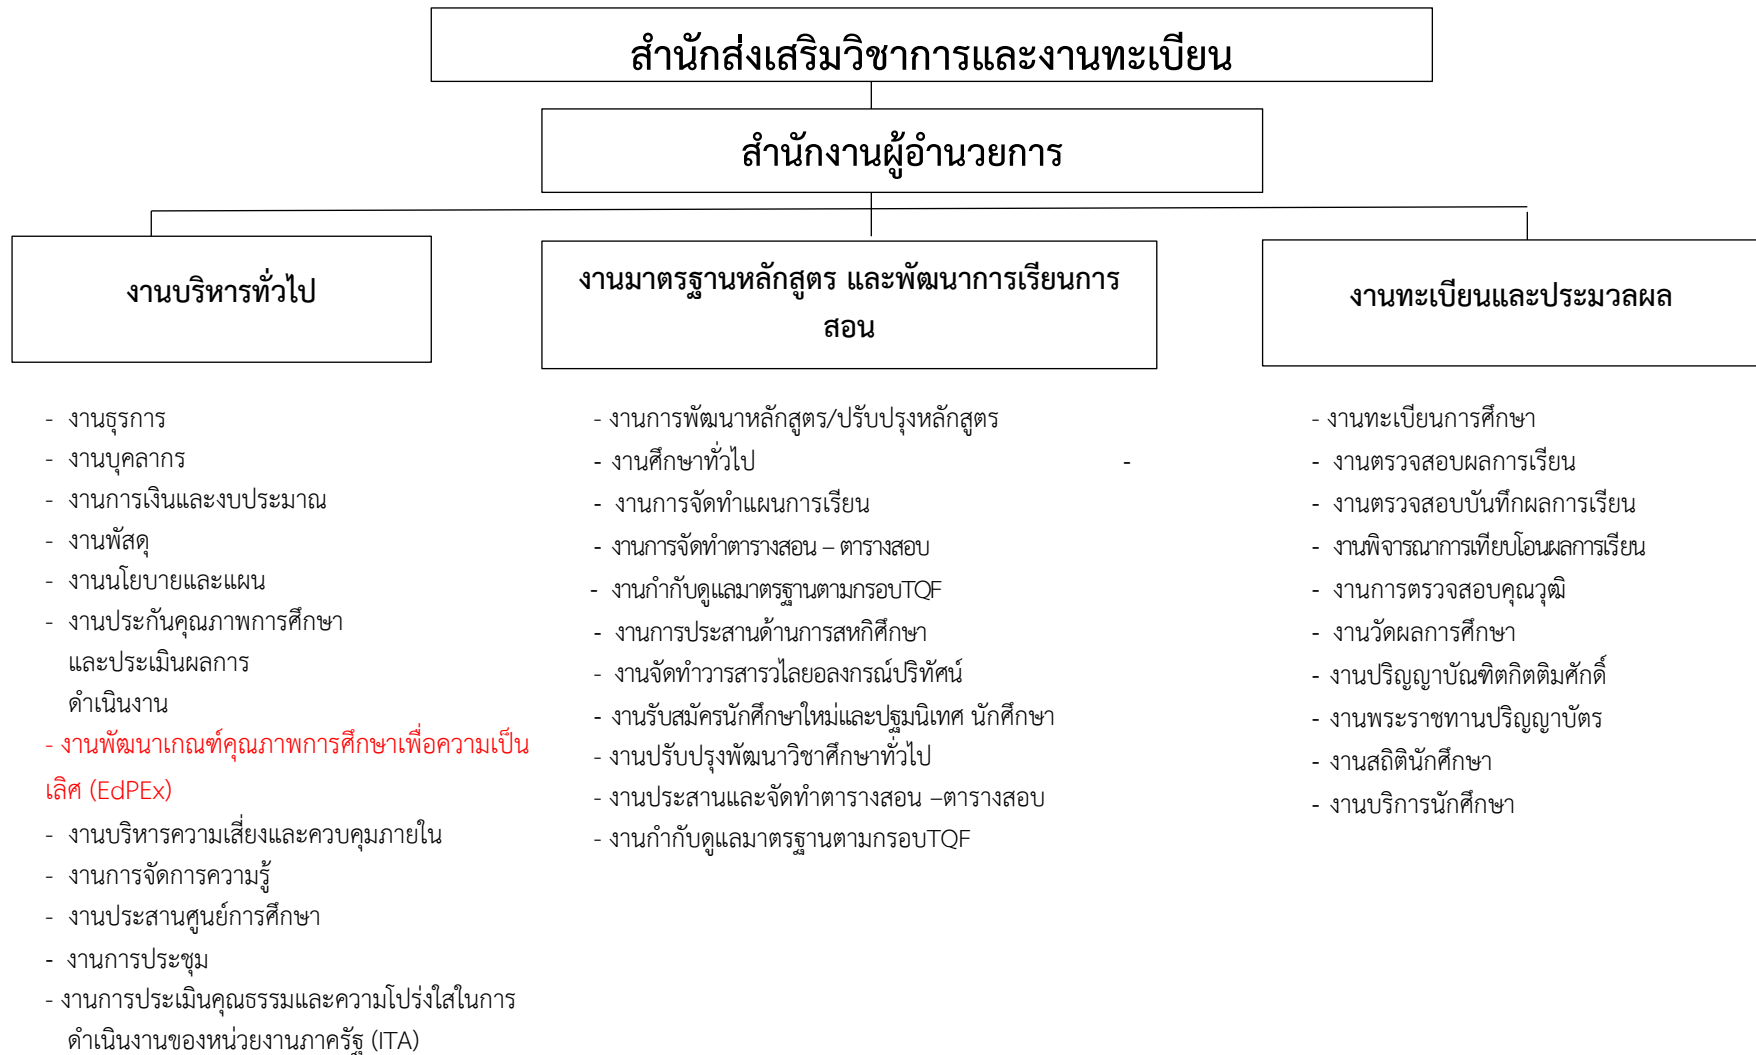 สำนักส่งเสริมวิชาการและงานทะเบียน
สำนักงานผู้อำนวยการ
งานบริหารทั่วไป
งานมาตรฐานหลักสูตร และพัฒนาการเรียนการ
สอน
งานทะเบียนและประมวลผล
- งานธุรการ
- งานบุคลากร
- งานการเงินและงบประมาณ
- งานพัสดุ
- งานนโยบายและแผน
- งานประกันคุณภาพการศึกษา
และประเมินผลการ
ดำเนินงาน
- งานพัฒนาเกณฑ์คุณภาพการศึกษาเพื่อความเป็น
เลิศ (EdPEx)
- งานบริหารความเสี่ยงและควบคุมภายใน
- งานการจัดการความรู้
- งานประสานศูนย์การศึกษา
- งานการประชุม
- งานการประเมินคุณธรรมและความโปร่งใสในการ
ดำเนินงานของหน่วยงานภาครัฐ (ITA)
- งานการพัฒนาหลักสูตร/ปรับปรุงหลักสูตร
- งานศึกษาทั่วไป -
- งานการจัดทำแผนการเรียน
- งานการจัดทำตารางสอน – ตารางสอบ
- งานกำกับดูแลมาตรฐานตามกรอบTQF
- งานการประสานด้านการสหกิศึกษา
- งานจัดทำวารสารวไลยอลงกรณ์ปริทัศน์
- งานรับสมัครนักศึกษาใหม่และปฐมนิเทศ นักศึกษา
- งานปรับปรุงพัฒนาวิชาศึกษาทั่วไป
- งานประสานและจัดทำตารางสอน –ตารางสอบ
- งานกำกับดูแลมาตรฐานตามกรอบTQF
- งานทะเบียนการศึกษา
- งานตรวจสอบผลการเรียน
- งานตรวจสอบบันทึกผลการเรียน
- งานพิจารณาการเทียบโอนผลการเรียน
- งานการตรวจสอบคุณวุฒิ
- งานวัดผลการศึกษา
- งานปริญญาบัณฑิตกิตติมศักดิ์
- งานพระราชทานปริญญาบัตร
- งานสถิตินักศึกษา
- งานบริการนักศึกษา